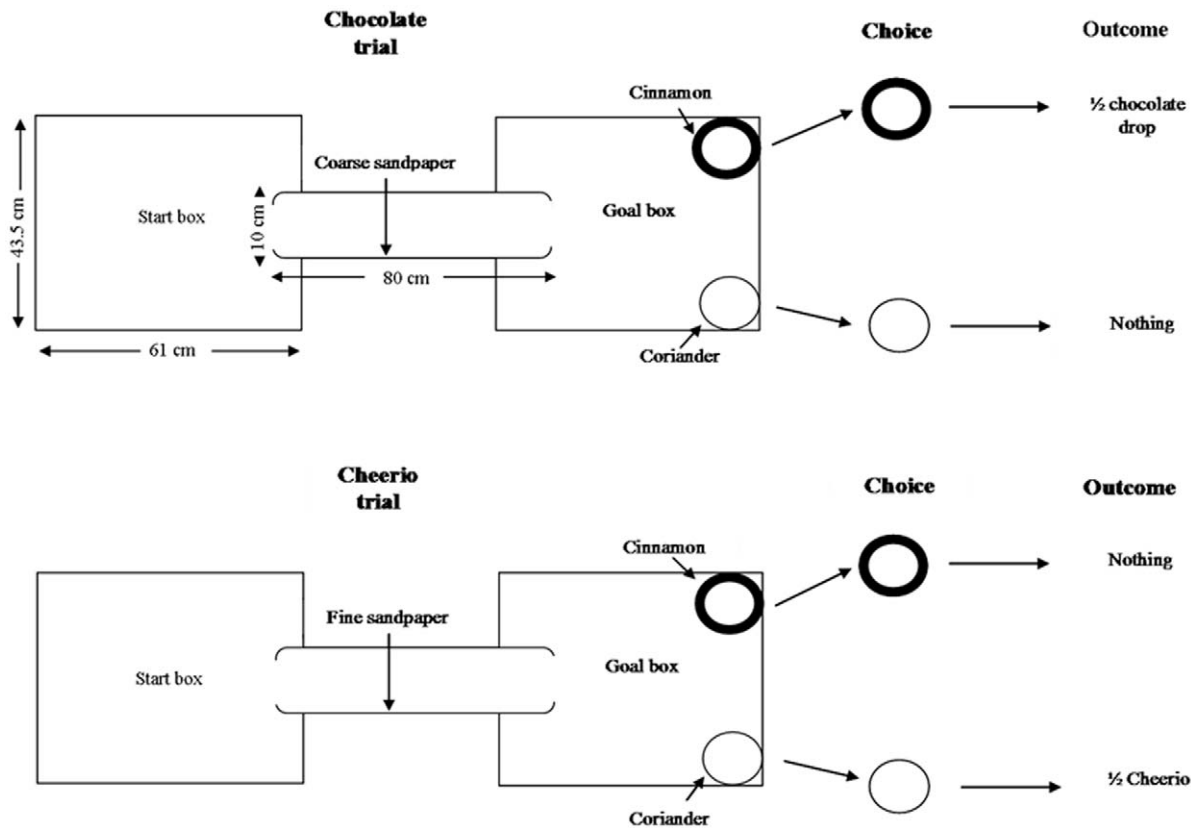 Chocolate
trial
Choice
Outcome
Cinnamon
½ chocolate
drop
Coarse sandpaper
43.5 cm
Start box
10 cm
Goal box
80 cm
Nothing
61 cm
Coriander
Cheerio
trial
Choice
Outcome
Cinnamon
Nothing
Fine sandpaper
Start box
Goal box
½ Cheerio
Coriander